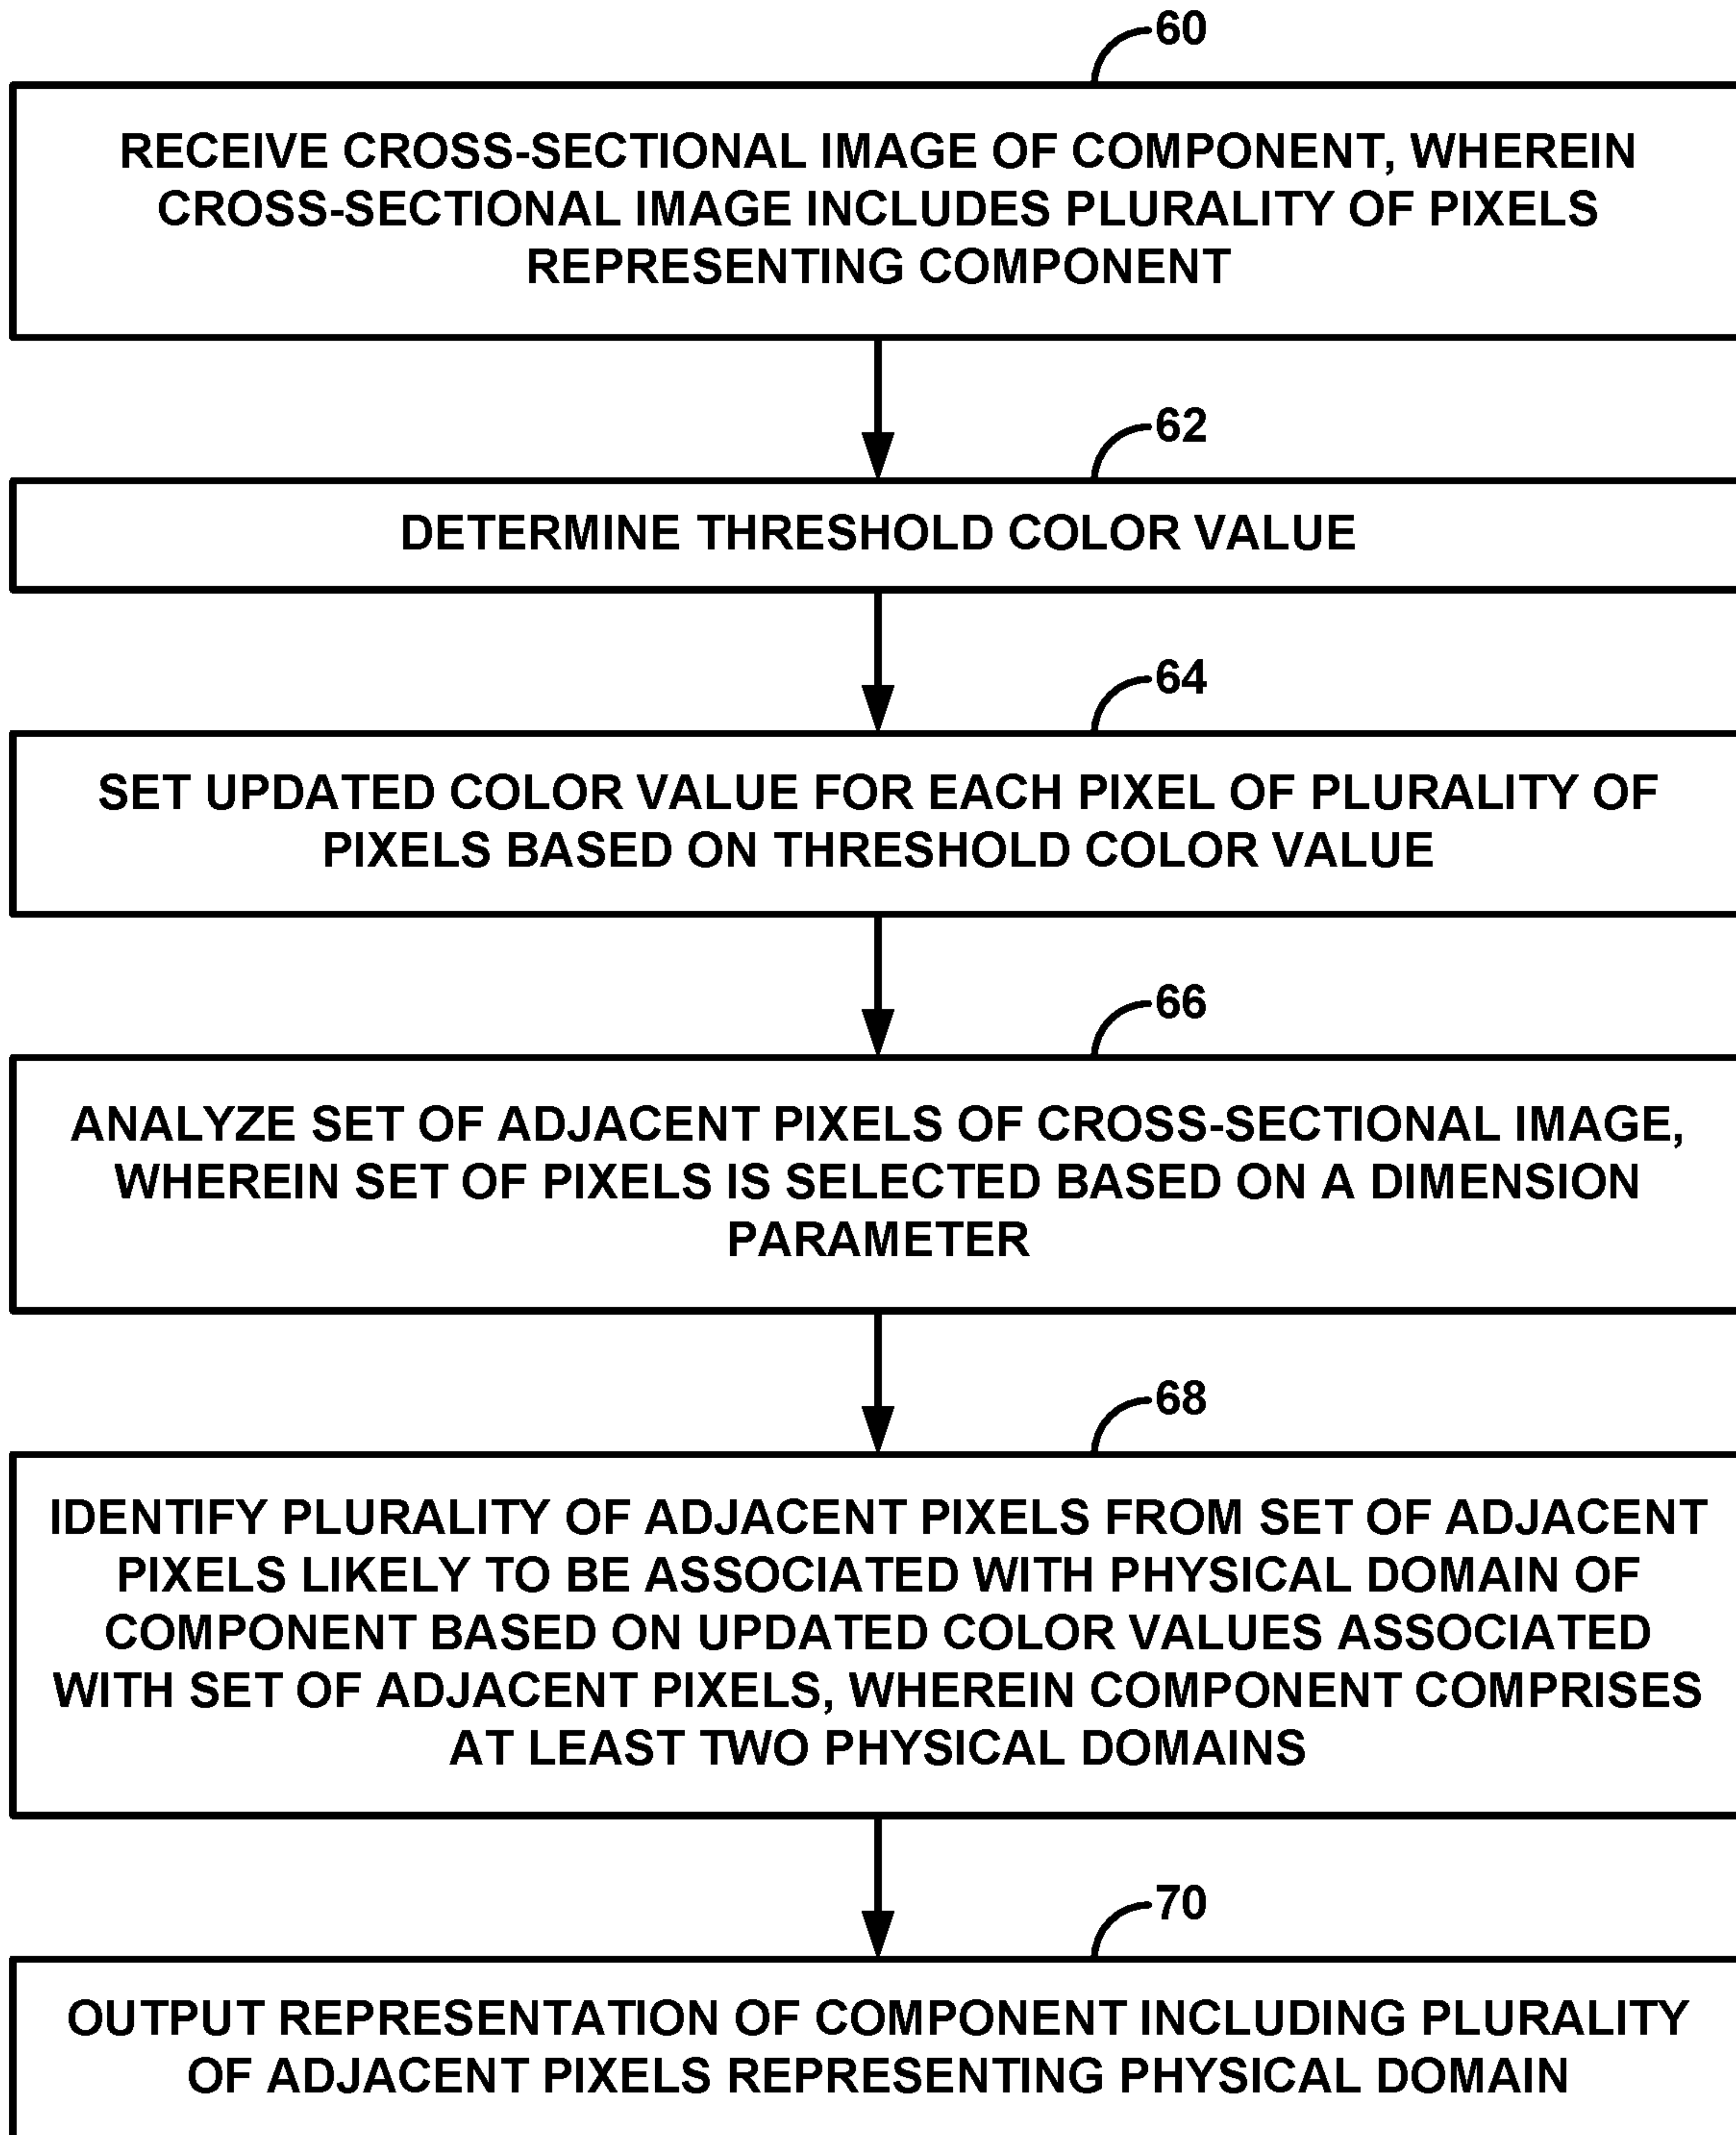 60
RECEIVE CROSS-SECTIONAL IMAGE OF COMPONENT, WHEREIN
CROSS-SECTIONAL IMAGE INCLUDES PLURALITY OF PIXELS
REPRESENTING COMPONENT
62
DETERMINE THRESHOLD COLOR VALUE
64
SET UPDATED COLOR VALUE FOR EACH PIXEL OF PLURALITY OF
PIXELS BASED ON THRESHOLD COLOR VALUE
66
ANALYZE SET OF ADJACENT PIXELS OF CROSS-SECTIONAL IMAGE,
WHEREIN SET OF PIXELS IS SELECTED BASED ON A DIMENSION
PARAMETER
68
IDENTIFY PLURALITY OF ADJACENT PIXELS FROM SET OF ADJACENT
PIXELS LIKELY TO BE ASSOCIATED WITH PHYSICAL DOMAIN OF
COMPONENT BASED ON UPDATED COLOR VALUES ASSOCIATED
WITH SET OF ADJACENT PIXELS, WHEREIN COMPONENT COMPRISES
AT LEAST TWO PHYSICAL DOMAINS
70
OUTPUT REPRESENTATION OF COMPONENT INCLUDING PLURALITY
OF ADJACENT PIXELS REPRESENTING PHYSICAL DOMAIN